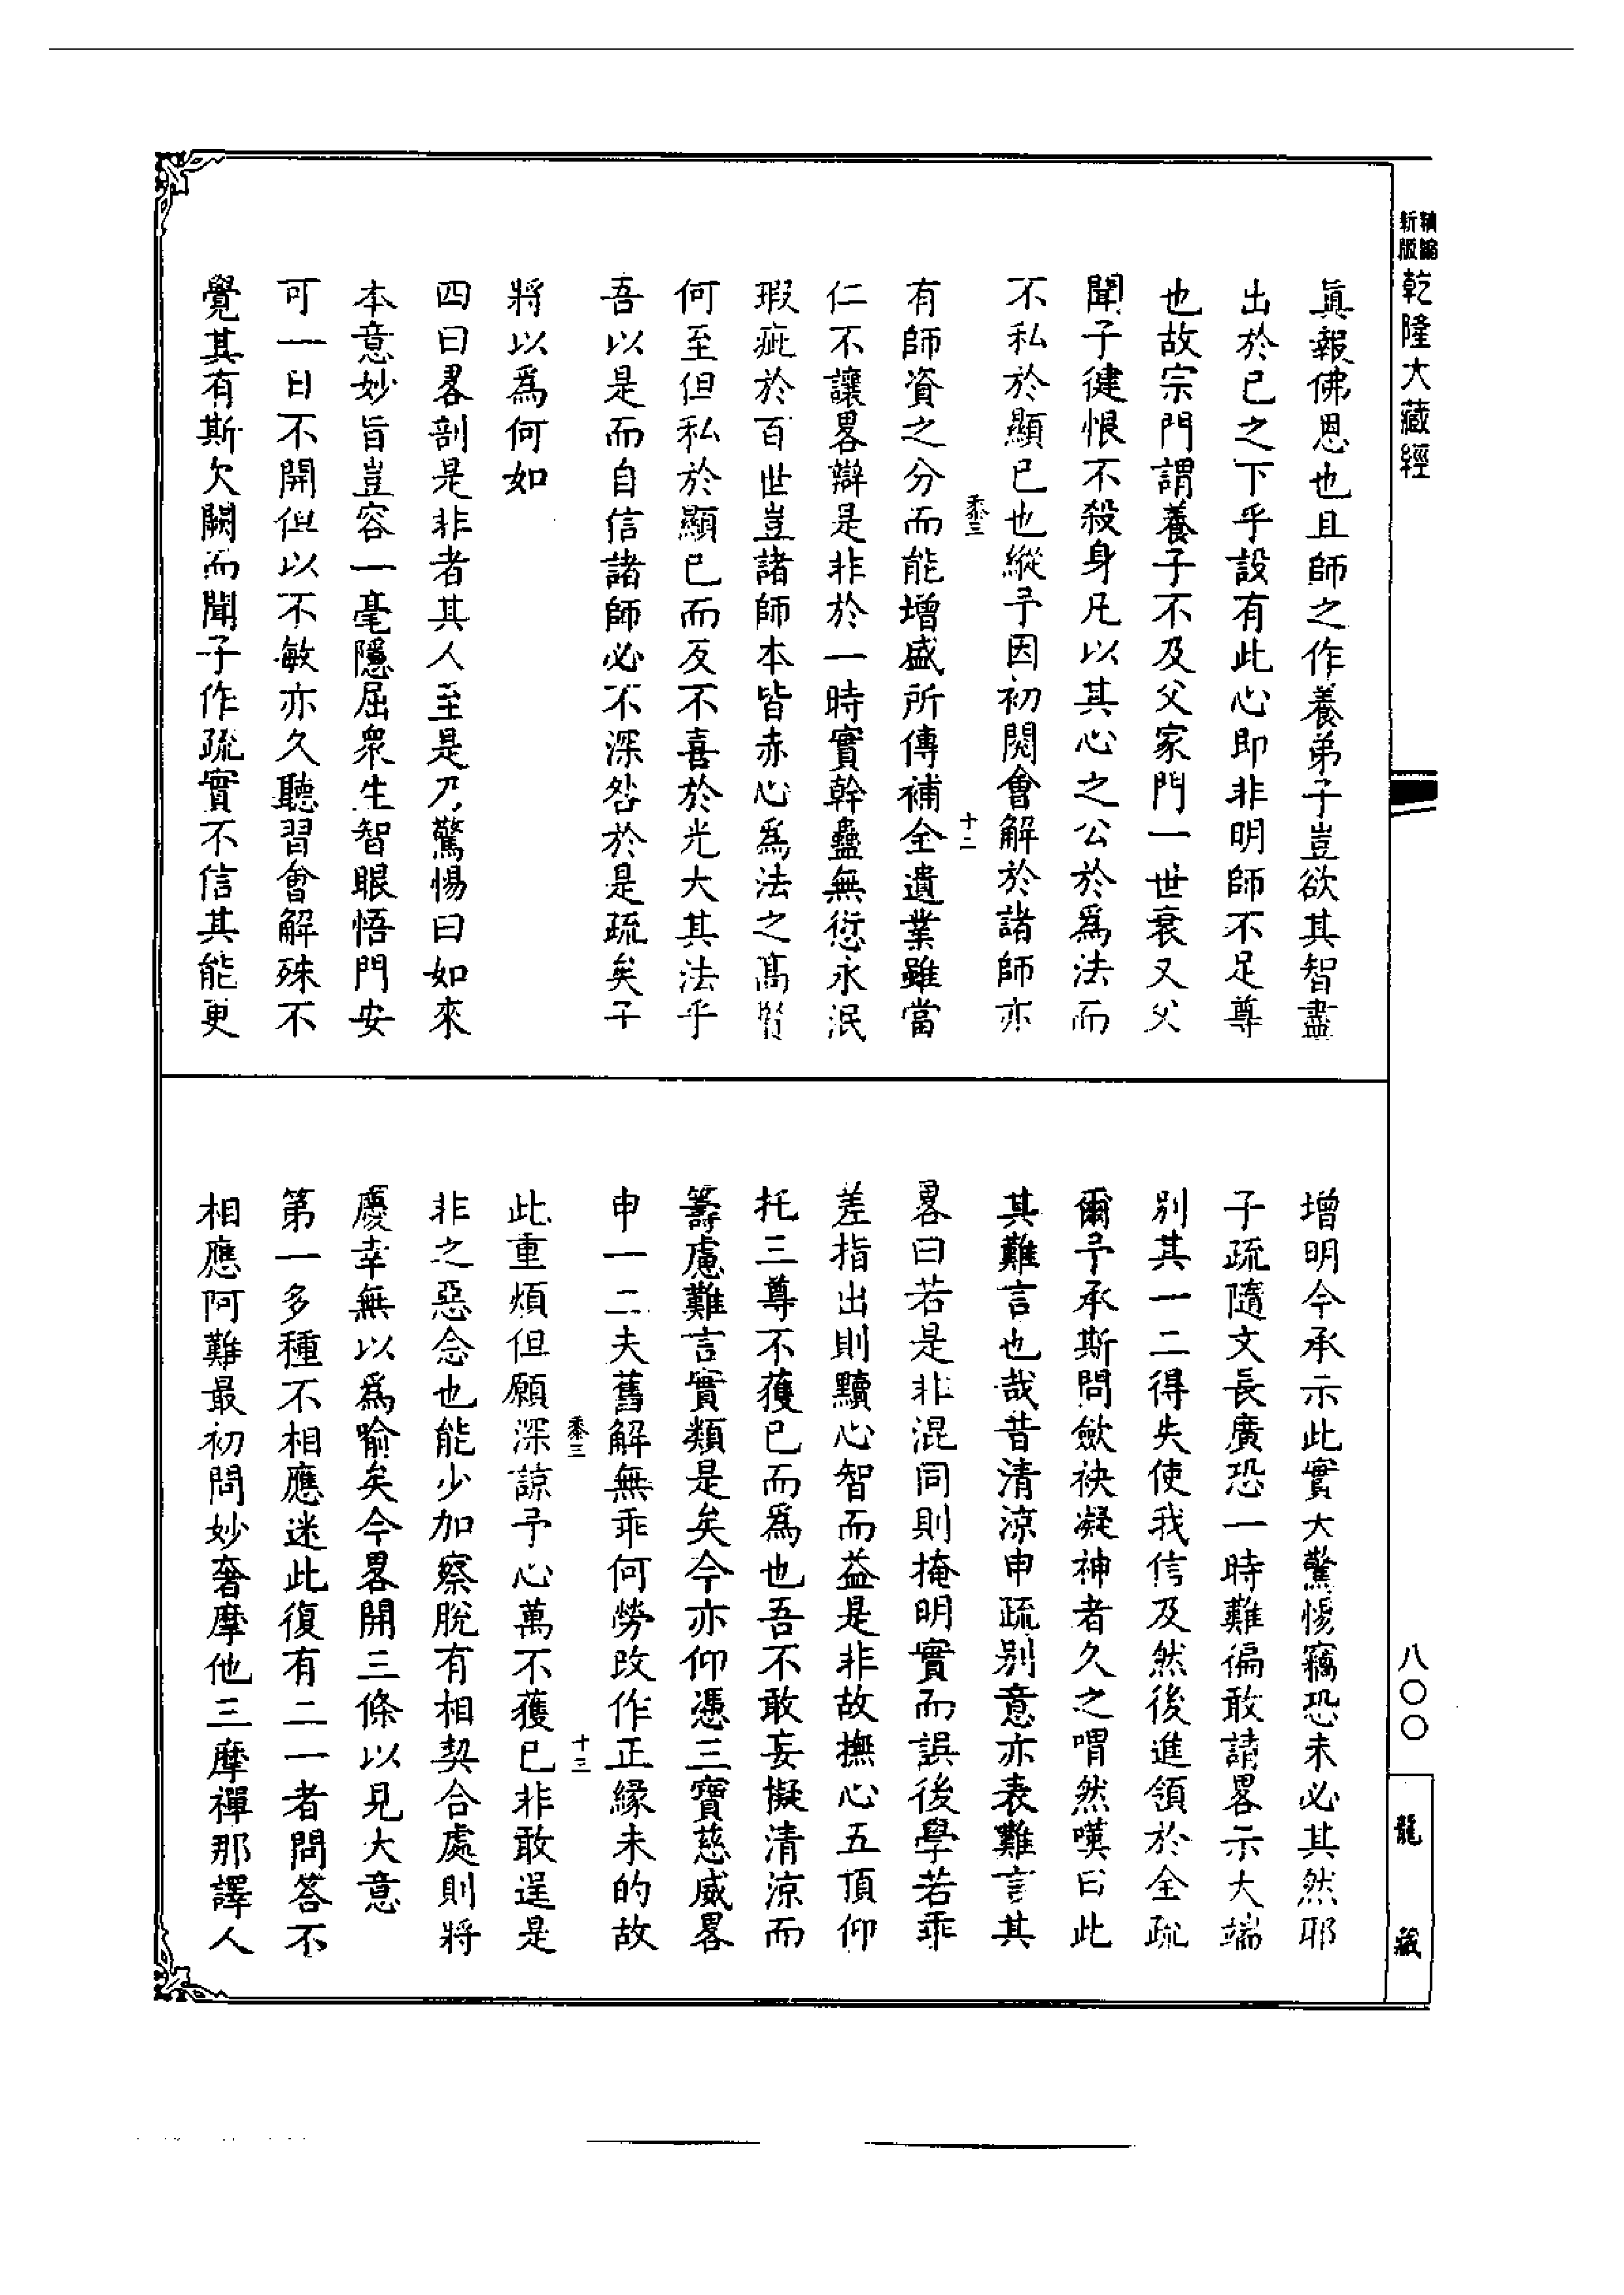 新版精縮
乾隆大藏經
眞報佛恩也且師之作養弟子豈欲其智盡
出於己之下乎設有此心即非明師不足尊
也故宗門謂養子不及父家門一世衰又父
聞子健恨不殺身凡以其心之公於爲法而
不私於顯已也縱予因初閱會解於諸師亦
黍三
十二
有師資之分而能增盛所傳補全遺業雖當
仁不讓畧辯是非於一時實幹蠱無愆永泯
瑕疵於百世豈諸師本皆赤心爲法之高賢
何至但私於顯已而反不喜於光大其法乎
吾以是而自信諸師必不深咎於是疏矣子
將以爲何如
四曰畧剖是非者其人至是乃驚惕曰如來
本意妙旨豈容一毫隱屈衆生智眼悟門安
可一日不開但以不敏亦久聽習會解殊不
覺其有斯欠闕而聞子作疏實不信其能更
增明今承示此實大驚惕竊恐未必其然耶
子疏隨文長廣恐一時難徧敢請畧示大端
別其一二得失使我信及然後進領於全疏
爾予承斯問歛袂凝神者久之喟然嘆曰此
其難言也哉昔清涼申疏別意亦表難言其
畧曰若是非混同則掩明實而誤後學若乖
差指出則黷心智而益是非故撫心五頂仰
托三尊不獲已而爲也吾不敢妄擬清涼而
籌慮難言實類是矣今亦仰憑三寶慈威畧
申一二夫舊解無乖何勞改作正緣未的故
黍三
十三
此重煩但願深諒予心萬不獲已非敢逞是
非之惡念也能少加察脫有相契合處則將
慶幸無以爲喻矣今畧開三條以見大意
第一多種不相應迷此復有二一者問答不
相應阿難最初問妙奢摩他三摩禪那譯人
八〇〇
龍藏